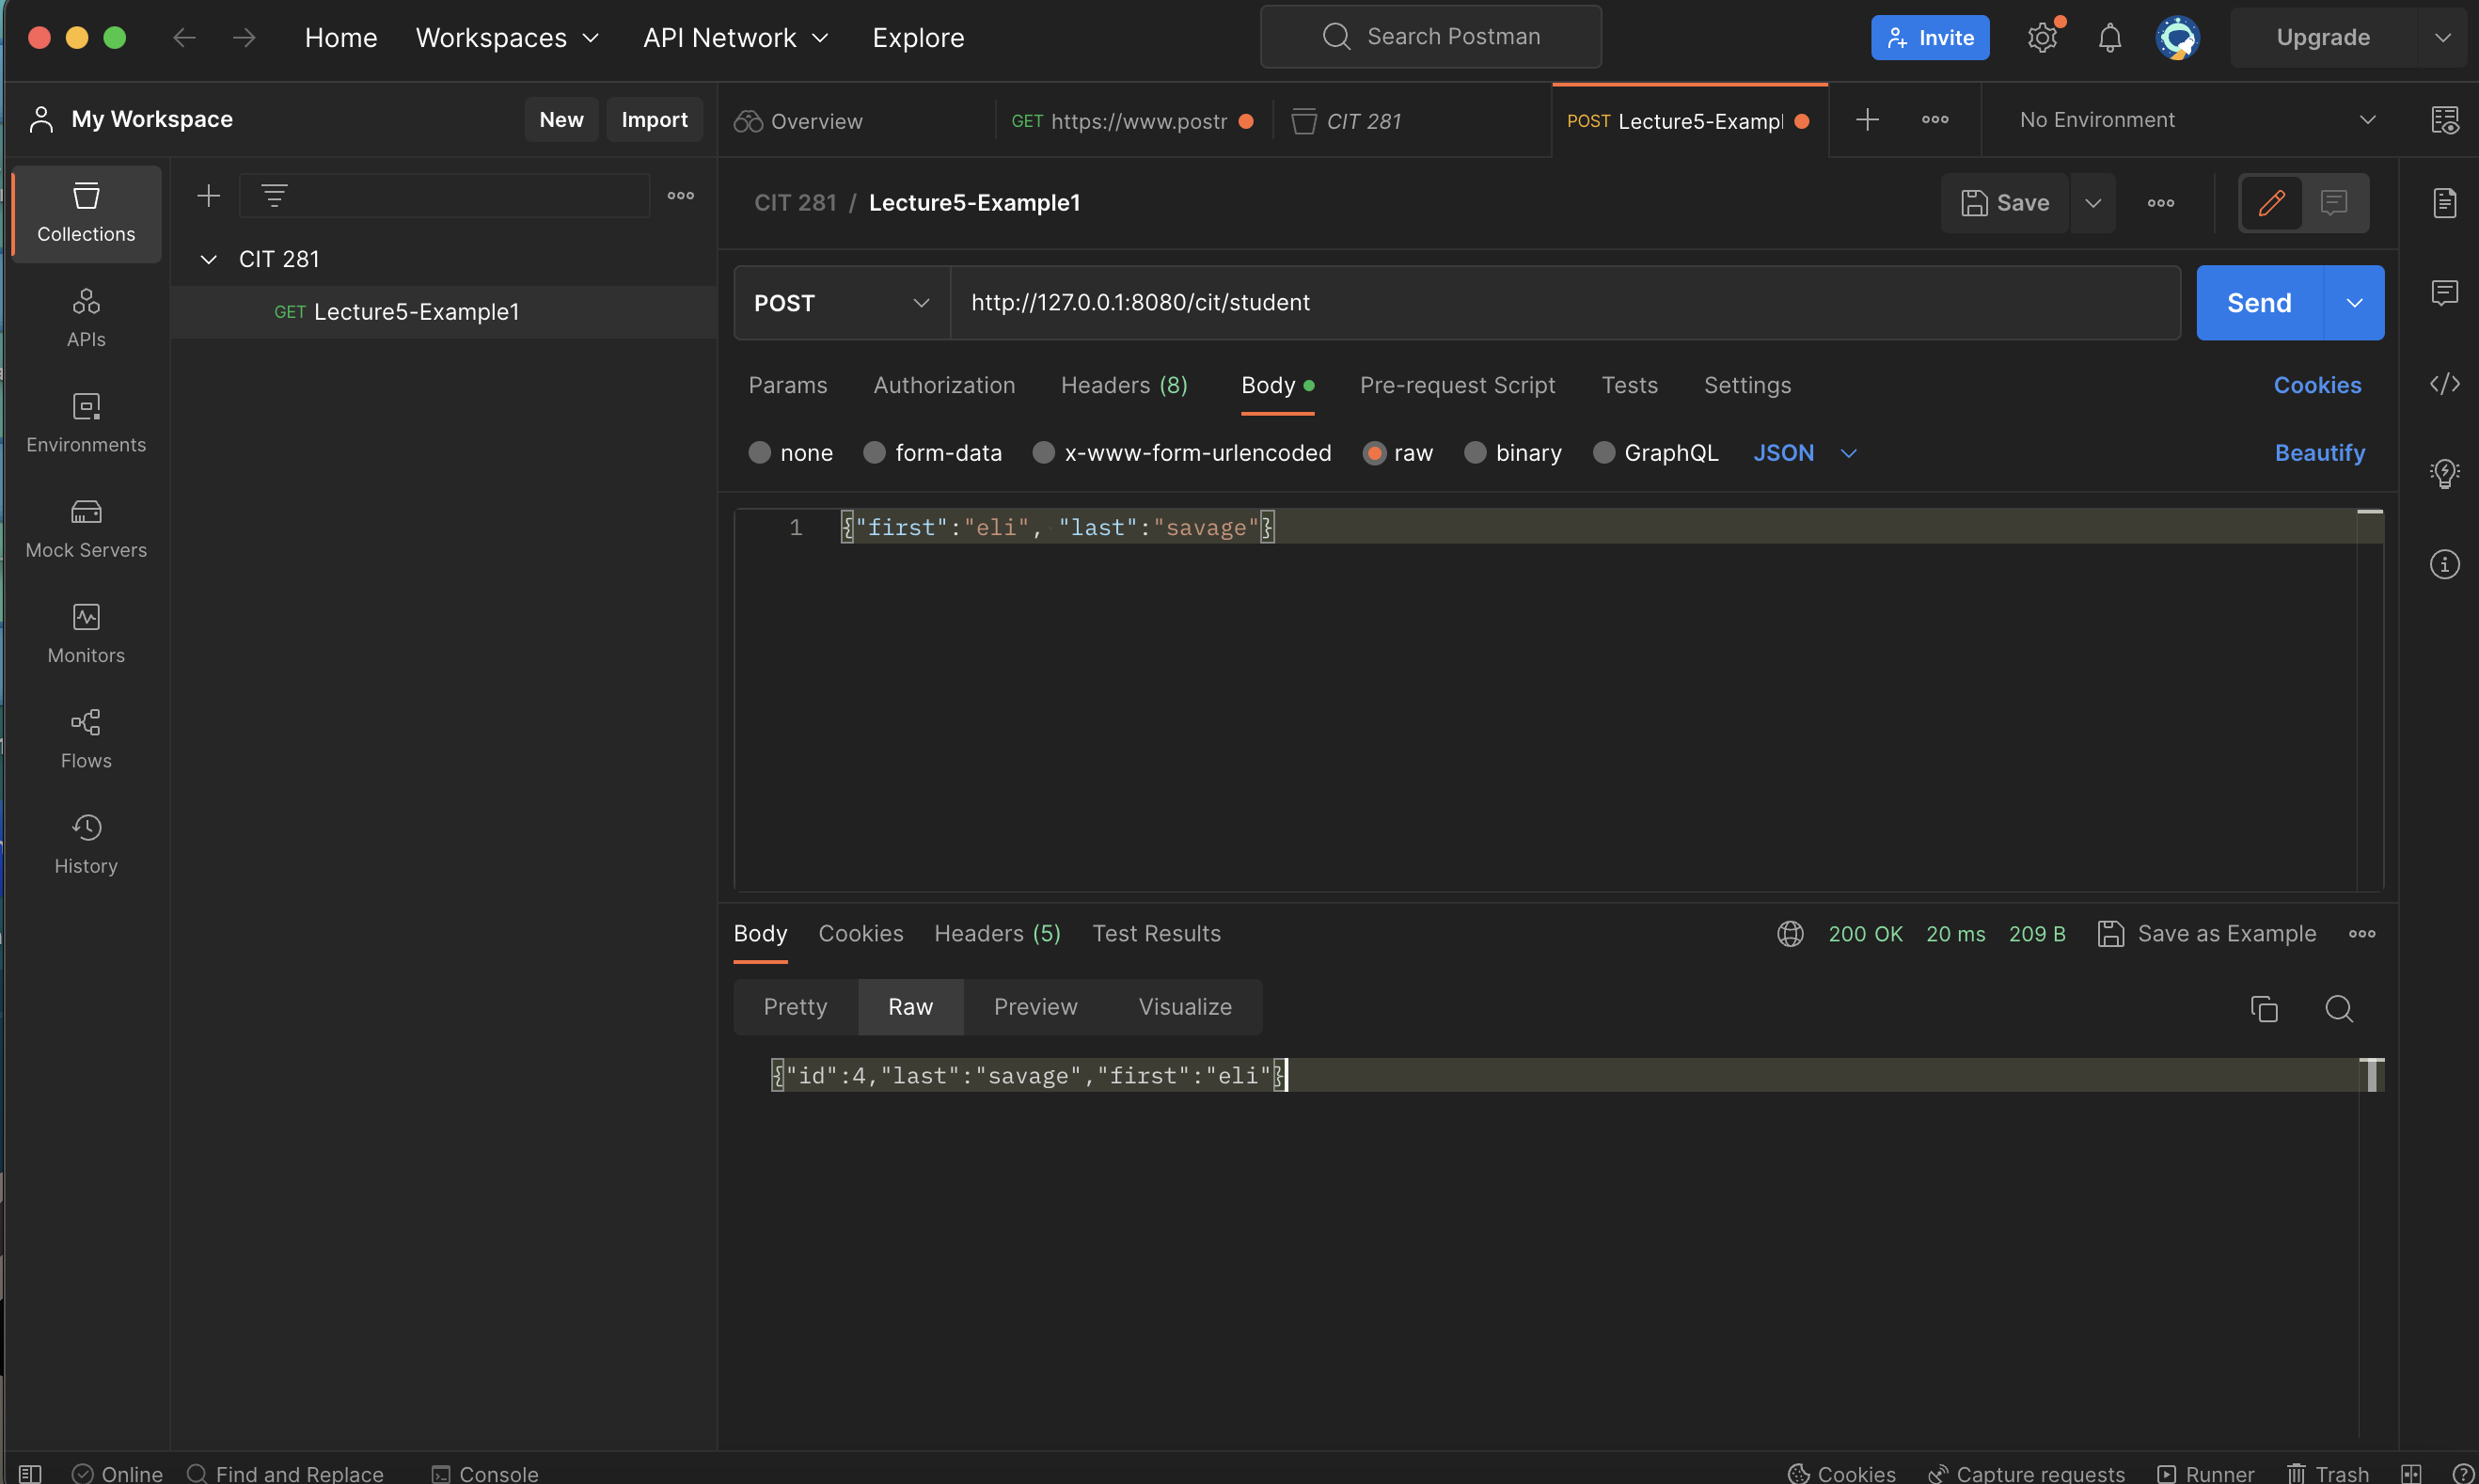 Home Workspaces API Network Explore Search Postman Invite Upgrade
My Workspace New Import Overview GET https://www.postr CIT 281 POST Lecture5-Exampl No Environment
Collections
CIT 281 / Lecture5-Example1 Save
CIT 281
GET Lecture5-Example1
POST http://127.0.0.1:8080/cit/student Send
APIs
Params Authorization Headers (8) Body Pre-request Script Tests Settings Cookies
Environments
none form-data x-www-form-urlencoded raw binary GraphQL JSON Beautify
1 {"first":"eli", "last":"savage"}
Mock Servers
Monitors
Flows
History
Body Cookies Headers (5) Test Results 200 OK 20 ms 209 B Save as Example
Pretty Raw Preview Visualize
{"id":4,"last":"savage","first":"eli"}
Online Find and Replace Console Cookies Capture requests Runner Trash